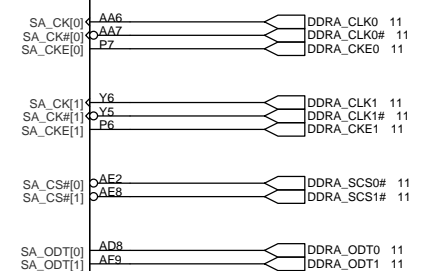 SA_CK[0] AA6 DDRA_CLK0 11
SA_CK#[0] AA7 DDRA_CLK0# 11
SA_CKE[0] P7 DDRA_CKE0 11
SA_CK[1] Y6 DDRA_CLK1 11
SA_CK#[1] Y5 DDRA_CLK1# 11
SA_CKE[1] P6 DDRA_CKE1 11
SA_CS#[0] AE2 DDRA_SCS0# 11
SA_CS#[1] AE8 DDRA_SCS1# 11
SA_ODT[0] AD8 DDRA_ODT0 11
SA_ODT[1] AF9 DDRA_ODT1 11